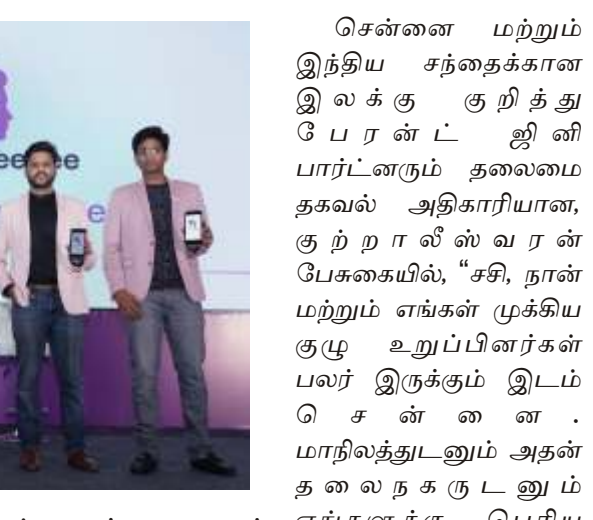 சென்னை மற்றும்
இந்திய சந்தைக்கான
இலக்கு குறித்து
பேரன்ட் ஜினி
பார்ட்னரும் தலைமை
தகவல் அதிகாரியான,
குற்றாலீஸ்வரன்
பேசுகையில், “சசி, நான்
மற்றும் எங்கள் முக்கிய
குழு உறுப்பினர்கள்
பலர் இருக்கும் இடம்
சென்னை.
மாநிலத்துடனும் அதன்
தலைநகருடனும்